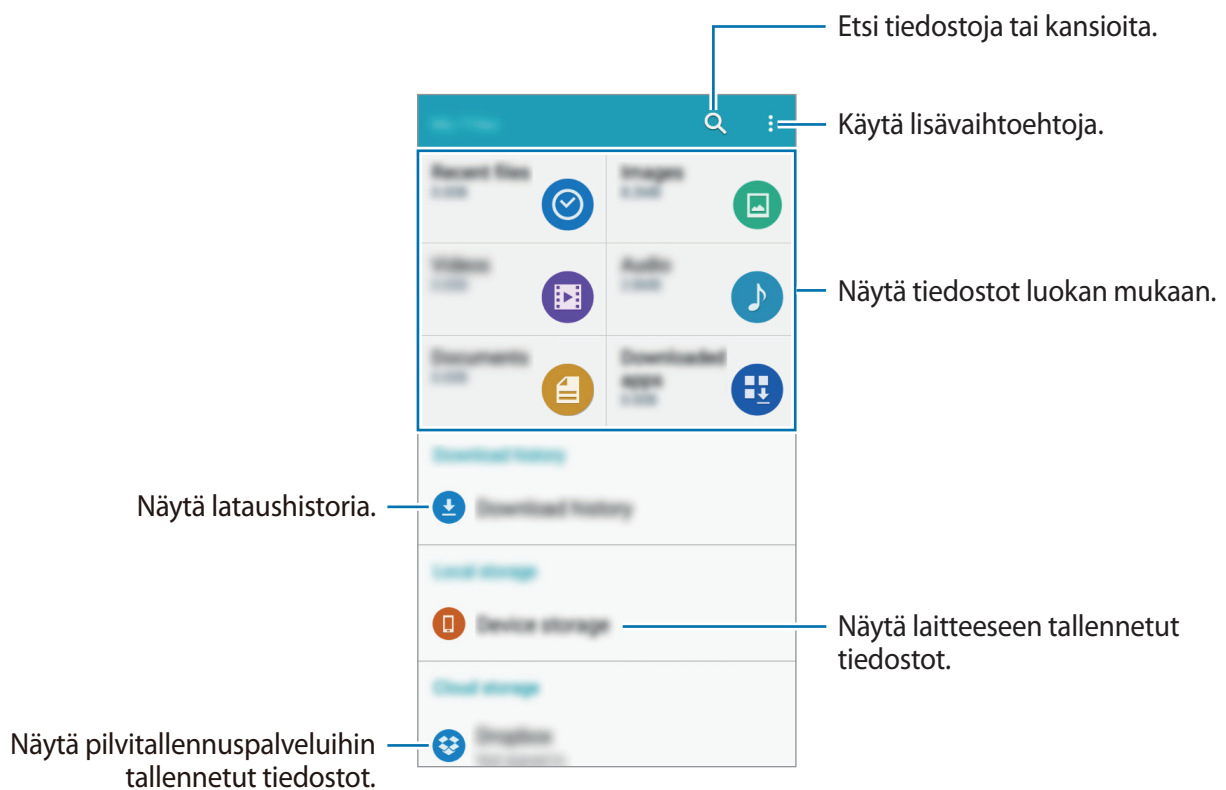 Etsi tiedostoja tai kansioita.
Käytä lisävaihtoehtoja.
Recent files
Images
Videos
Audio
Näytä tiedostot luokan mukaan.
Documents
Downloaded
apps
Download history
Näytä lataushistoria.
Download history
Local storage
Device storage
Näytä laitteeseen tallennetut
tiedostot.
Cloud storage
Dropbox
Näytä pilvitallennuspalveluihin
tallennetut tiedostot.